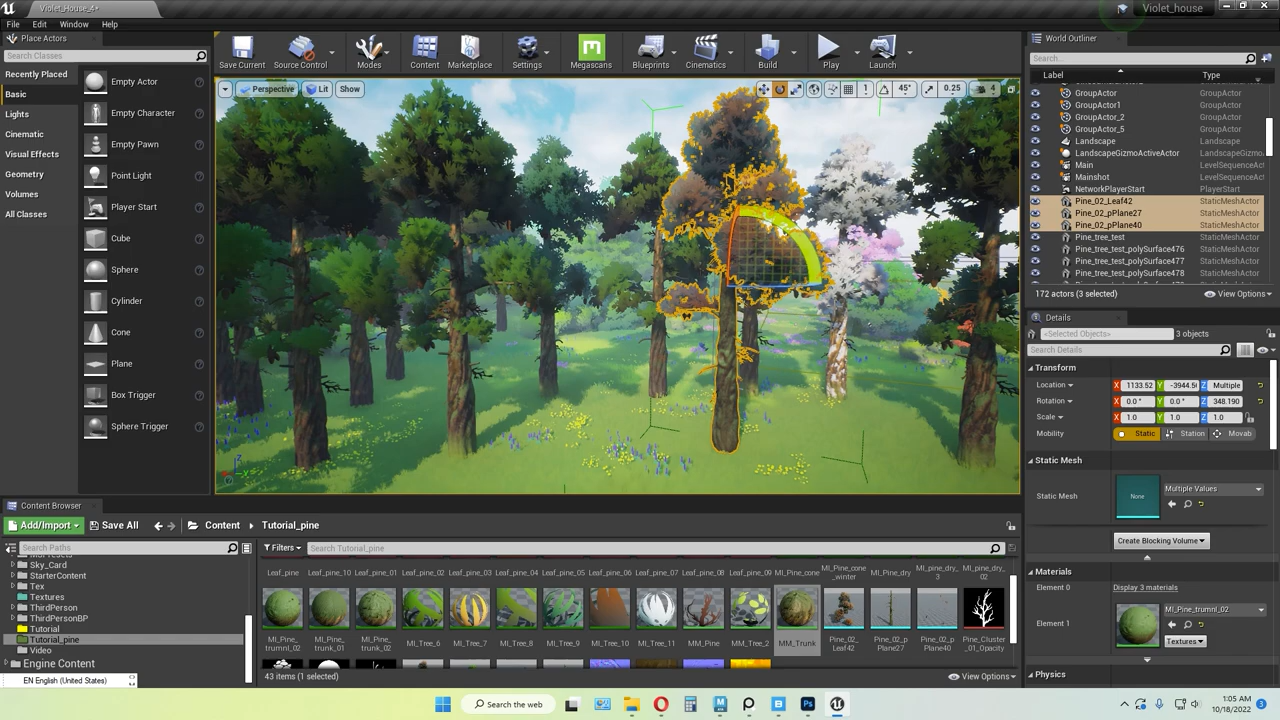 Violet_House_4*
Violet_house
File Edit Window Help
Place Actors
Search Classes
Recently Placed
Basic
Lights
Cinematic
Visual Effects
Geometry
Volumes
All Classes
Empty Actor
Empty Character
Empty Pawn
Point Light
Player Start
Cube
Sphere
Cylinder
Cone
Plane
Box Trigger
Sphere Trigger
Save Current
Source Control
Modes
Content
Marketplace
Settings
Megascans
Blueprints
Cinematics
Build
Play
Launch
Perspective
Lit
Show
45°
0.25
4
World Outliner
Search...
Label Type
GroupActor GroupActor
GroupActor1 GroupActor
GroupActor_2 GroupActor
GroupActor_5 GroupActor
Landscape Landscape
LandscapeGizmoActiveActor LandscapeGizmo
Main LevelSequenceAct
Mainshot LevelSequenceAct
NetworkPlayerStart PlayerStart
Pine_02_Leaf42 StaticMeshActor
Pine_02_pPlane27 StaticMeshActor
Pine_02_pPlane40 StaticMeshActor
Pine_tree_test StaticMeshActor
Pine_tree_test_polySurface476 StaticMeshActor
Pine_tree_test_polySurface477 StaticMeshActor
Pine_tree_test_polySurface478 StaticMeshActor
172 actors (3 selected)
View Options
Details
<Selected Objects> 3 objects
Search Details
Transform
Location X 1133.52 Y -3944.5 Z Multiple
Rotation X 0.0 ° Y 0.0 ° Z 348.190
Scale X 1.0 Y 1.0 Z 1.0
Mobility Static Station Movab
Static Mesh
Static Mesh None Multiple Values
Create Blocking Volume
Materials
Element 0 Display 3 materials
Element 1 MI_Pine_trumnl_02
Textures
Physics
Content Browser
Add/Import Save All Content Tutorial_pine
Search Paths
Filters Search Tutorial_pine
Sky_Card
StarterContent
Tex
Textures
ThirdPerson
ThirdPersonBP
Tutorial
Tutorial_pine
Video
Engine Content
EN English (United States)
Leaf_pine Leaf_pine_10 Leaf_pine_01 Leaf_pine_02 Leaf_pine_03 Leaf_pine_04 Leaf_pine_05 Leaf_pine_06 Leaf_pine_07 Leaf_pine_08 Leaf_pine_09 MI_Pine_cone MI_Pine_cone_winter MI_Pine_dry MI_pine_dry_3 MI_pine_dry_02
MI_Pine_trumnl_02 MI_Pine_trunk_01 MI_Pine_trunk_02 MI_Tree_6 MI_Tree_7 MI_Tree_8 MI_Tree_9 MI_Tree_10 MI_Tree_11 MM_Pine MM_Tree_2 MM_Trunk Pine_02_Leaf42 Pine_02_pPlane27 Pine_02_pPlane40 Pine_Cluster_01_Opacity
43 items (1 selected)
View Options
Search the web
1:05 AM
10/18/2022